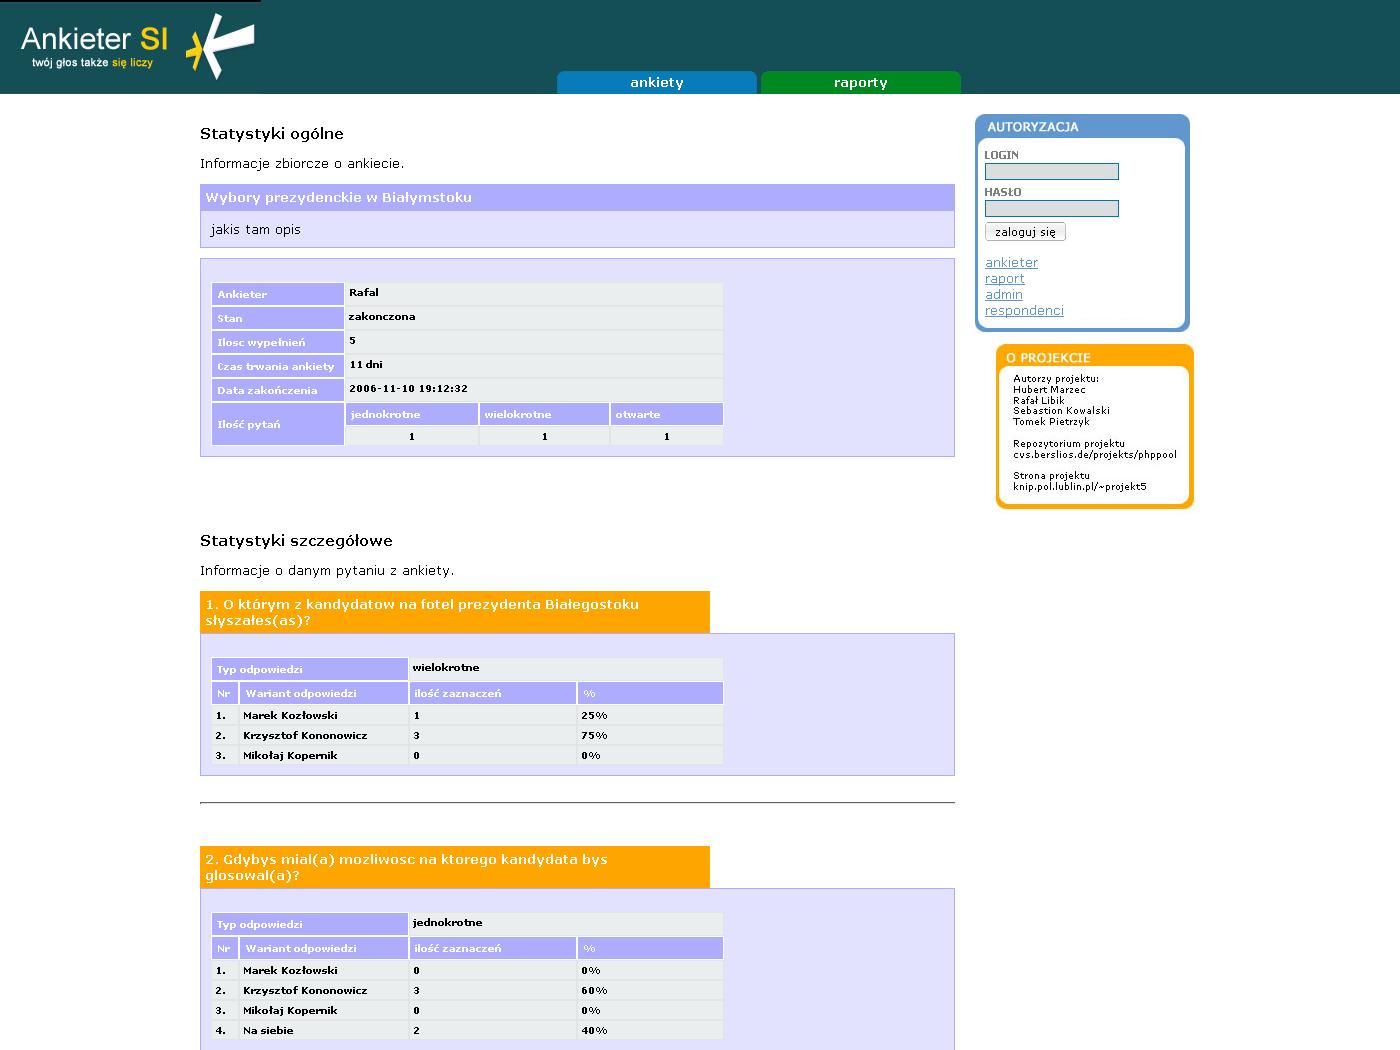 Ankieter SI
twój głos także się liczy
ankiety
raporty
Statystyki ogólne
Informacje zbiorcze o ankiecie.
Wybory prezydenckie w Białymstoku
jakis tam opis
Ankieter Rafal
Stan zakonczona
Ilosc wypełnień 5
Czas trwania ankiety 11 dni
Data zakończenia 2006-11-10 19:12:32
Ilość pytań
jednokrotne wielokrotne otwarte
1 1 1
Statystyki szczegółowe
Informacje o danym pytaniu z ankiety.
1. O którym z kandydatow na fotel prezydenta Białegostoku
słyszałes(as)?
Typ odpowiedzi wielokrotne
Nr Wariant odpowiedzi ilość zaznaczeń %
1. Marek Kozłowski 1 25%
2. Krzysztof Kononowicz 3 75%
3. Mikołaj Kopernik 0 0%
2. Gdybys mial(a) mozliwosc na ktorego kandydata bys
glosowal(a)?
Typ odpowiedzi jednokrotne
Nr Wariant odpowiedzi ilość zaznaczeń %
1. Marek Kozłowski 0 0%
2. Krzysztof Kononowicz 3 60%
3. Mikołaj Kopernik 0 0%
4. Na siebie 2 40%
AUTORYZACJA
LOGIN
HASŁO
zaloguj się
ankieter
raport
admin
respondenci
O PROJEKCIE
Autorzy projektu:
Hubert Marzec
Rafał Libik
Sebastion Kowalski
Tomek Pietrzyk
Repozytorium projektu
cvs.berslios.de/projekts/phppool
Strona projektu
knip.pol.lublin.pl/~projekt5